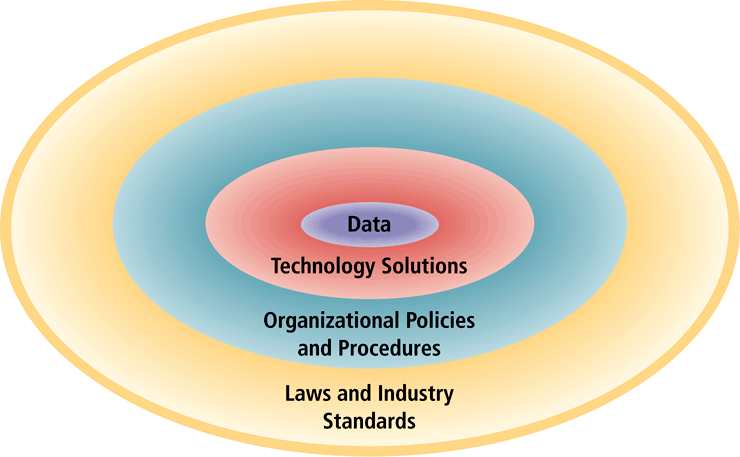 Data
Technology Solutions
Organizational Policies
and Procedures
Laws and Industry
Standards